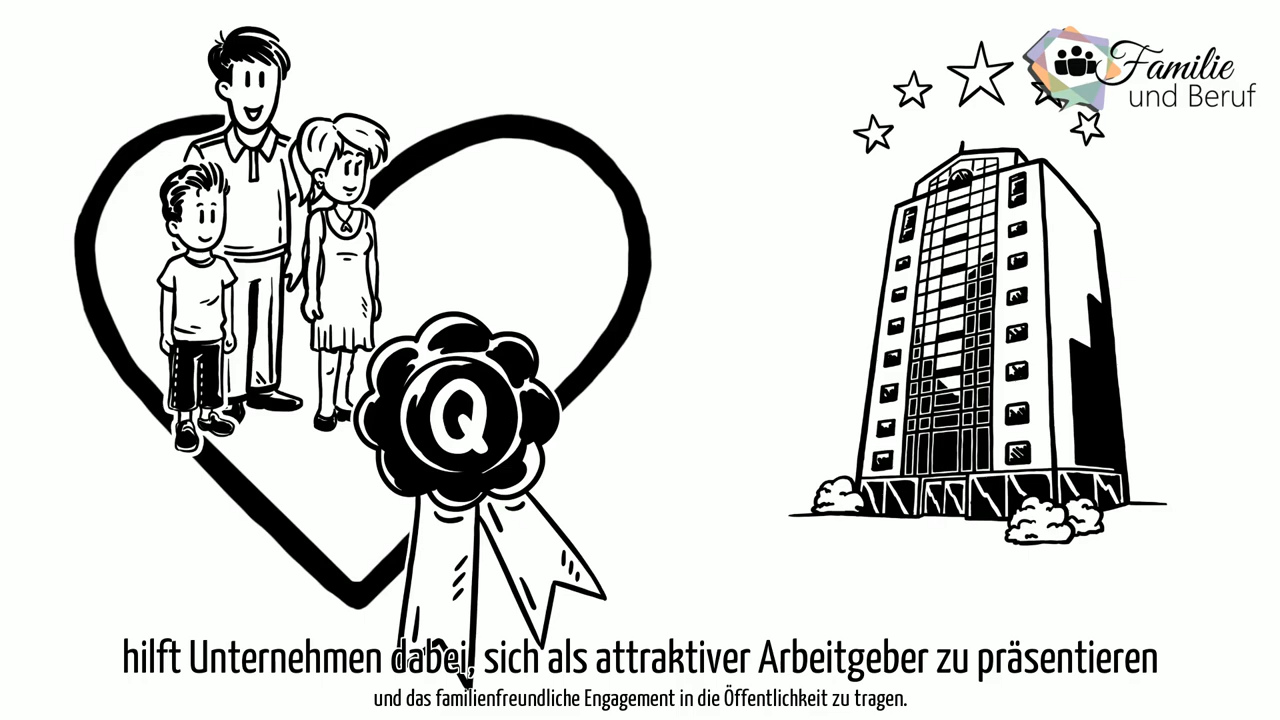 Familie
und Beruf
Q
hilft Unternehmen dabei, sich als attraktiver Arbeitgeber zu präsentieren
und das familienfreundliche Engagement in die Öffentlichkeit zu tragen.